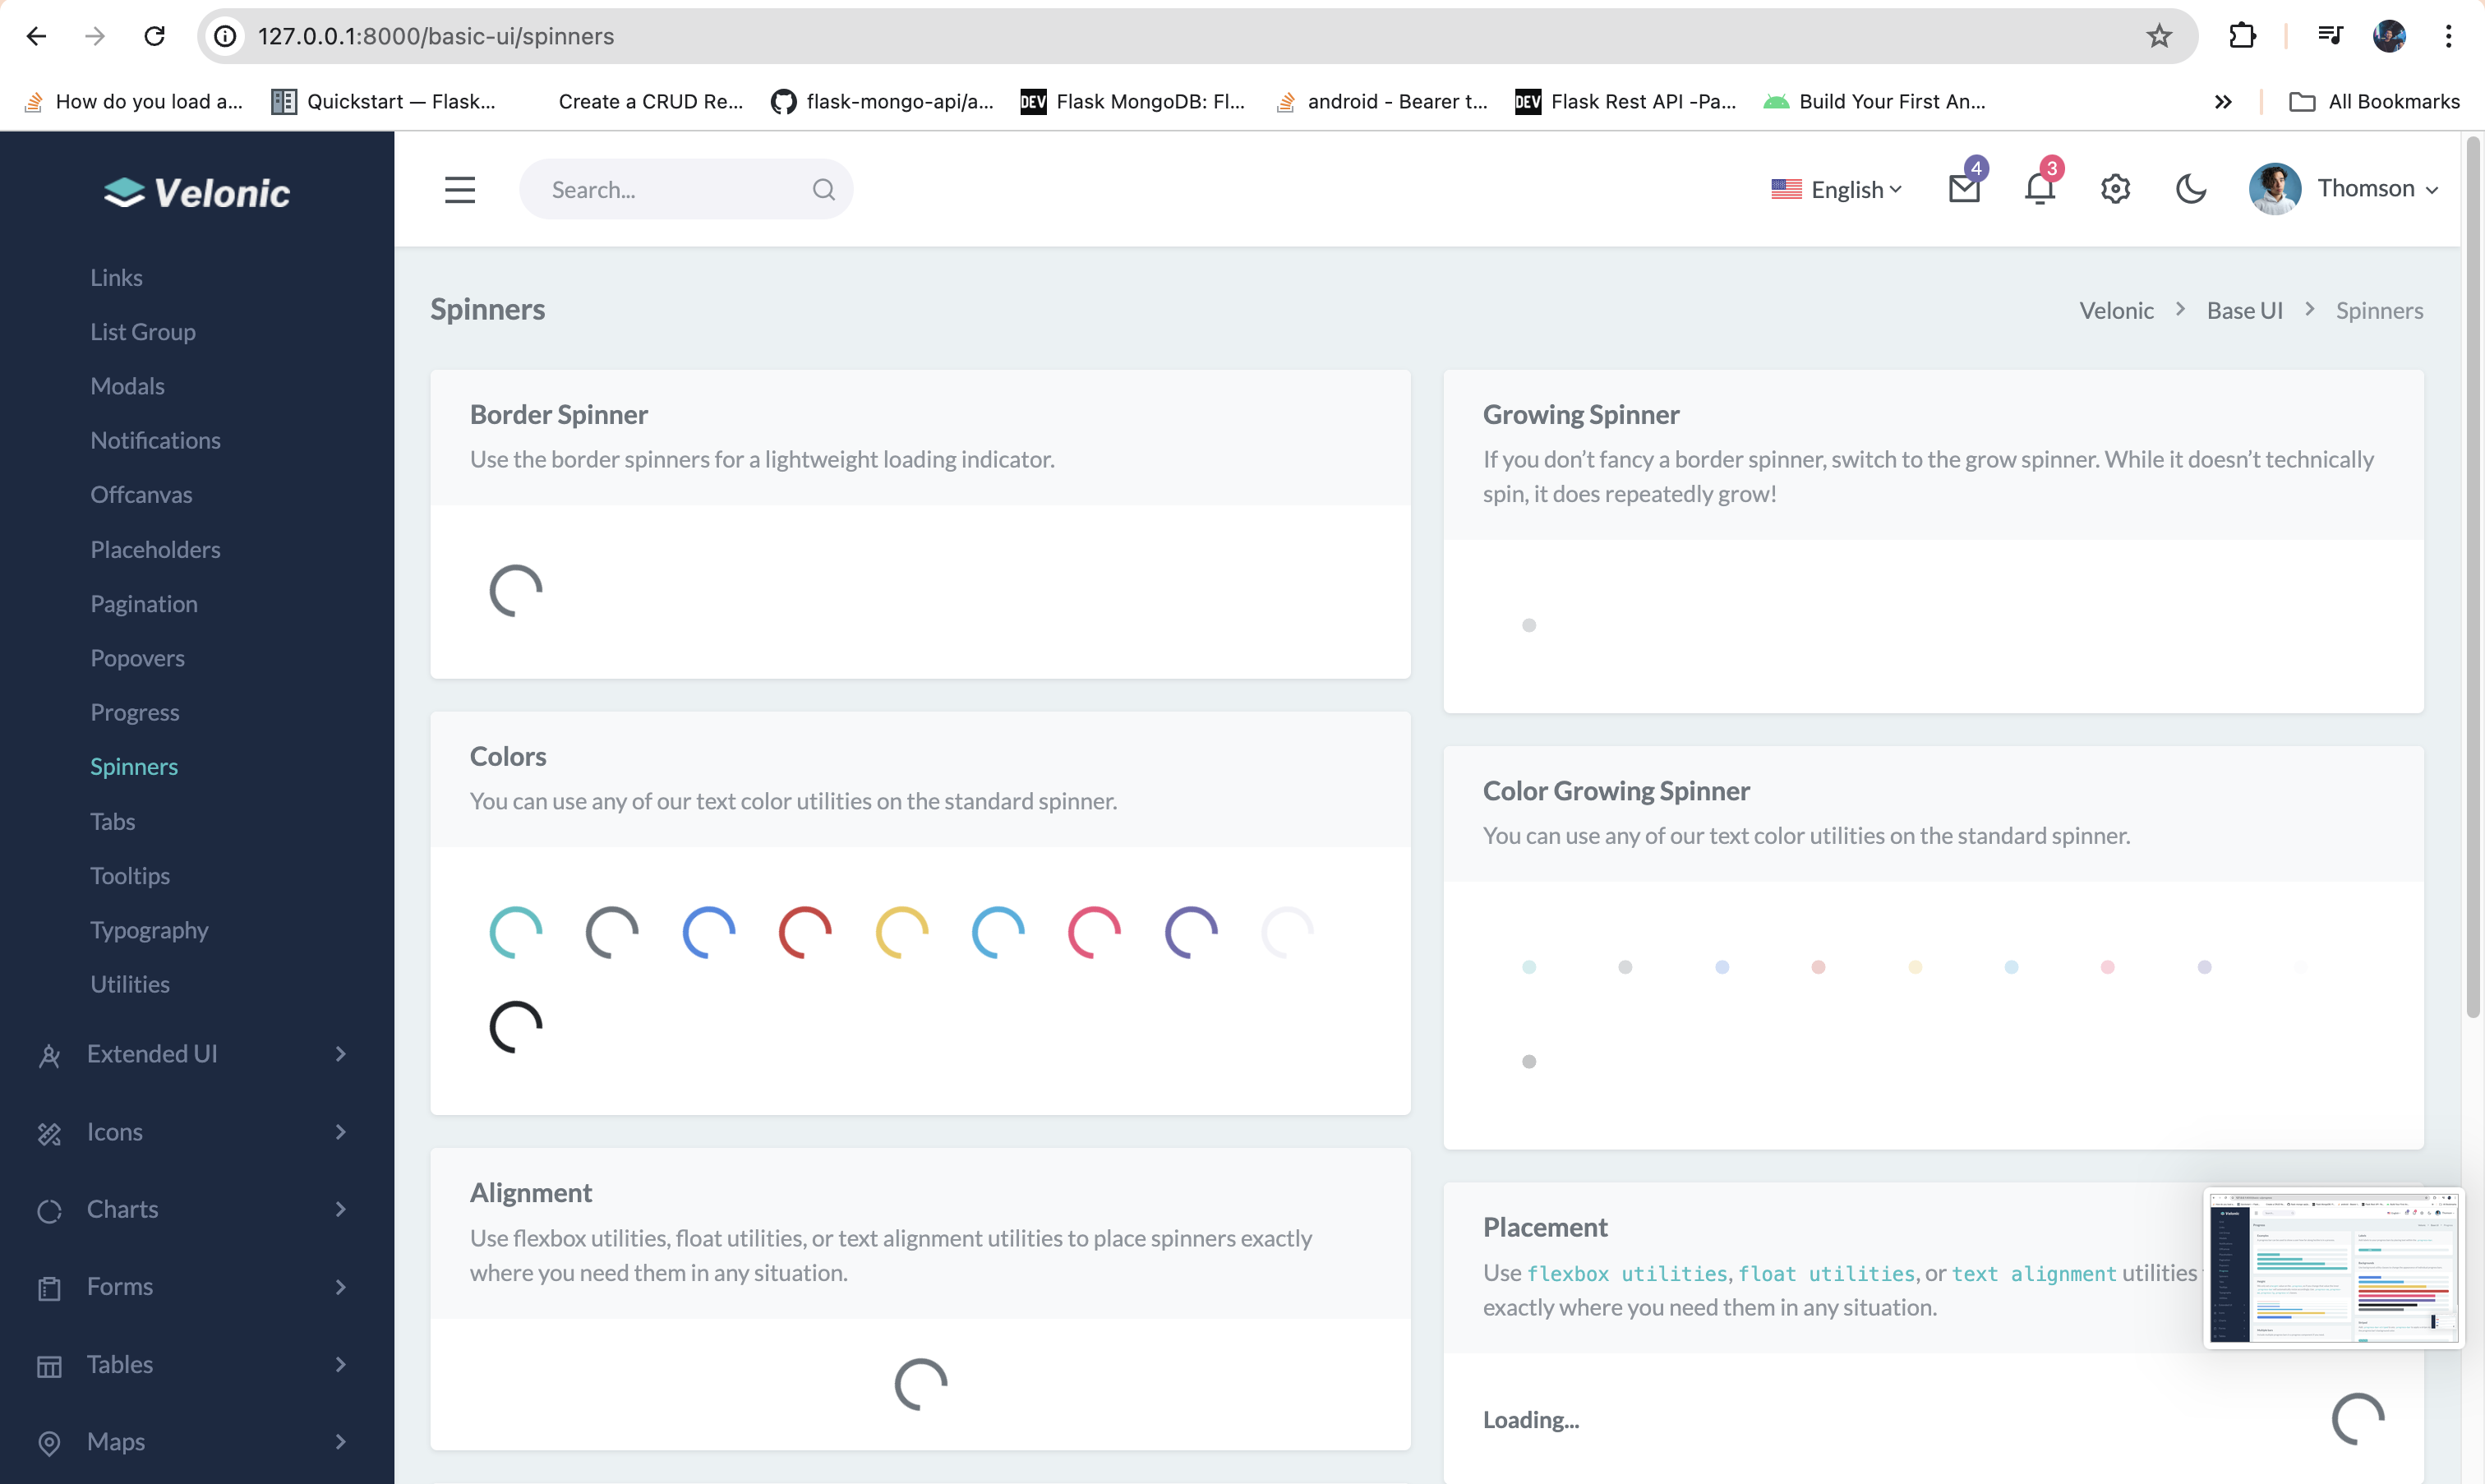 127.0.0.1:8000/basic-ui/spinners
How do you load a...
Quickstart — Flask...
Create a CRUD Re...
flask-mongo-api/a...
DEV
Flask MongoDB: Fl...
android - Bearer t...
DEV
Flask Rest API -Pa...
Build Your First An...
All Bookmarks
Velonic
Search...
English
4
3
Thomson
Links
List Group
Modals
Notifications
Offcanvas
Placeholders
Pagination
Popovers
Progress
Spinners
Tabs
Tooltips
Typography
Utilities
Extended UI
Icons
Charts
Forms
Tables
Maps
Spinners
Velonic
Base UI
Spinners
Border Spinner
Use the border spinners for a lightweight loading indicator.
Growing Spinner
If you don’t fancy a border spinner, switch to the grow spinner. While it doesn’t technically
spin, it does repeatedly grow!
Colors
You can use any of our text color utilities on the standard spinner.
Color Growing Spinner
You can use any of our text color utilities on the standard spinner.
Alignment
Use flexbox utilities, float utilities, or text alignment utilities to place spinners exactly
where you need them in any situation.
Placement
Use flexbox utilities, float utilities, or text alignment utilities
exactly where you need them in any situation.
Loading...